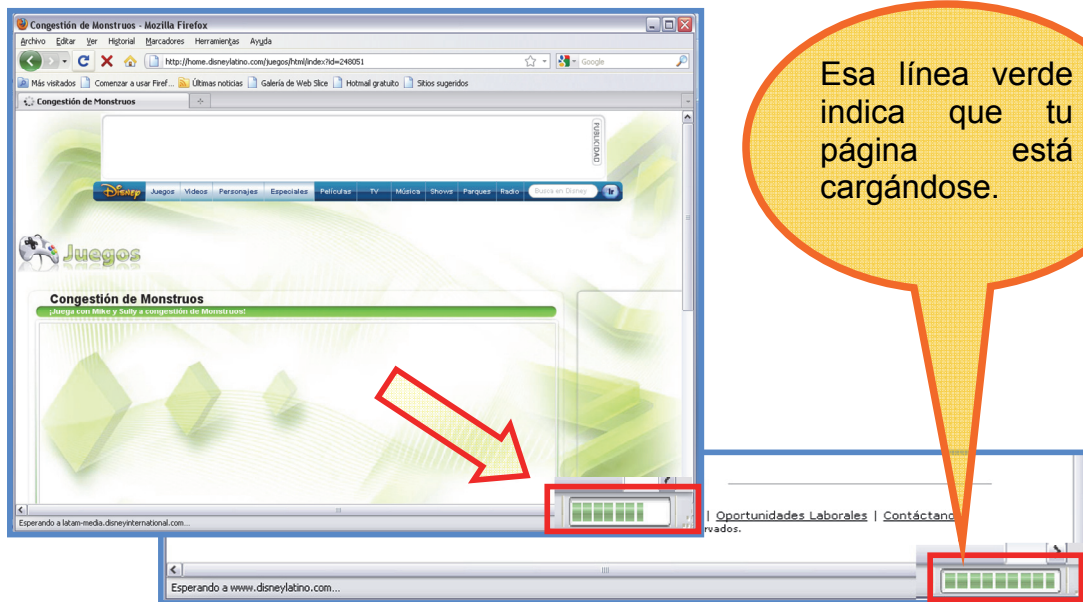 Congestión de Monstruos - Mozilla Firefox
Archivo Editar Ver Historial Marcadores Herramientas Ayuda
http://home.disneylatino.com/juegos/html/index?id=248051
Google
Más visitados Comenzar a usar Firef... Últimas noticias Galería de Web Slice Hotmail gratuito Sitios sugeridos
Congestión de Monstruos
PUBLICIDAD
Disney Juegos Videos Personajes Especiales Películas TV Música Shows Parques Radio Busca en Disney Ir
Juegos
Congestión de Monstruos
¡Juega con Mike y Sully a congestión de Monstruos!
Esperando a latam-media.disneyinternational.com...
Esa línea verde
indica que tu
página está
cargándose.
| Oportunidades Laborales | Contáctano
rvados.
Esperando a www.disneylatino.com...